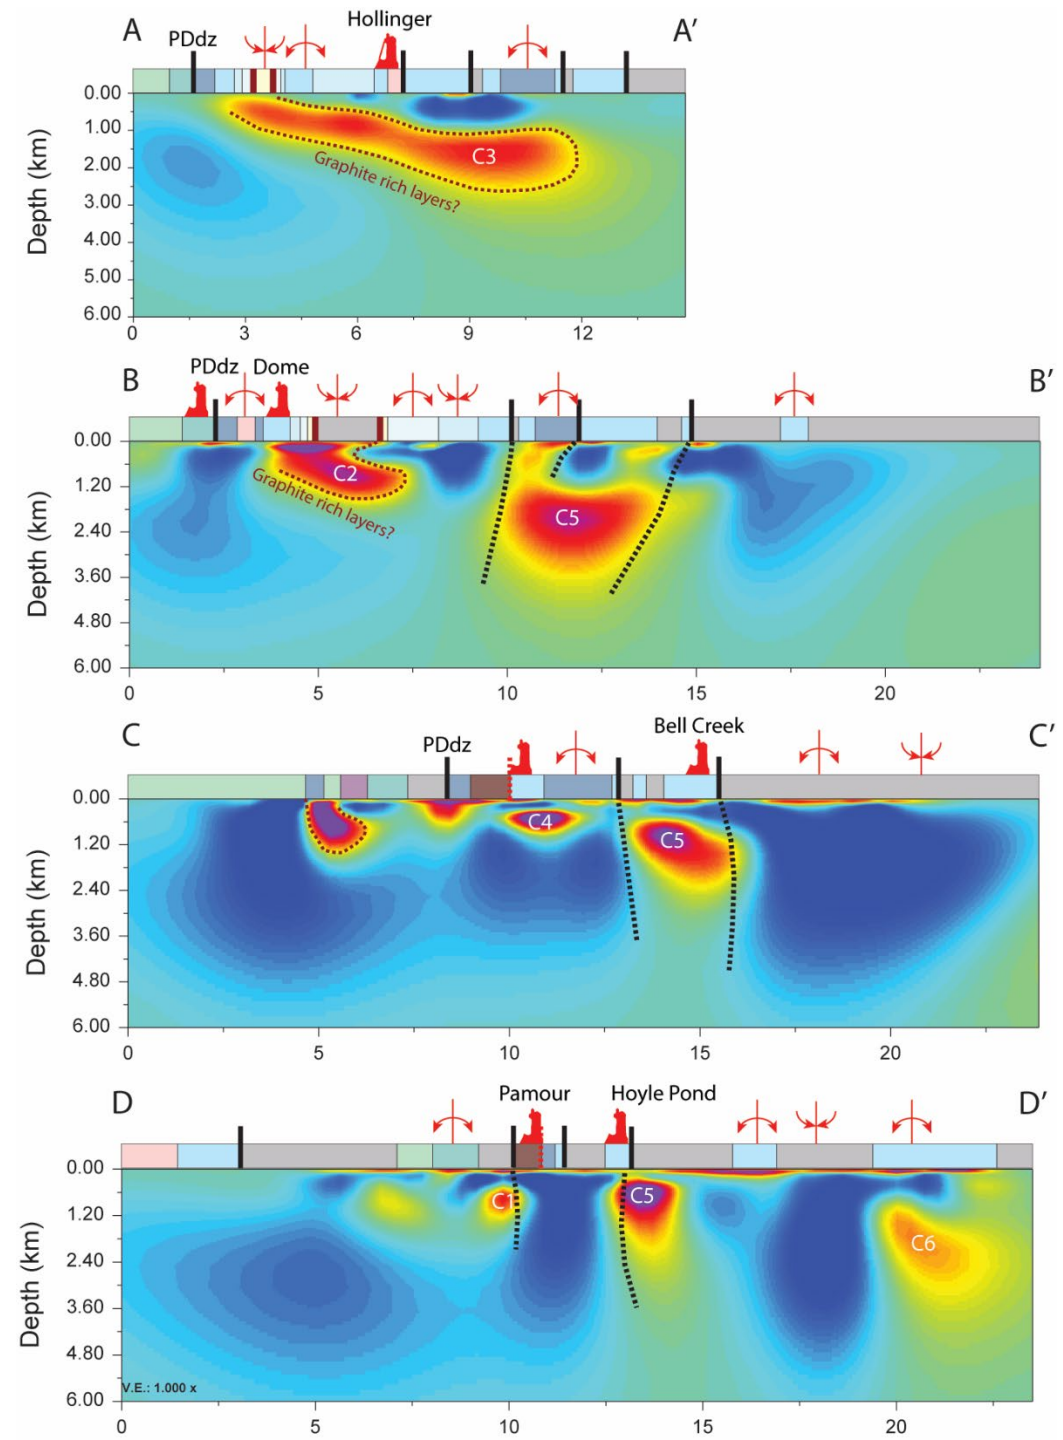 A
Hollinger
A′
PDdz
0.00
1.00
2.00
3.00
4.00
5.00
6.00
Depth (km)
C3
Graphite rich layers?
0
3
6
9
12
B
PDdz
Dome
B′
0.00
1.20
2.40
3.60
4.80
6.00
Depth (km)
C2
Graphite rich layers?
C5
0
5
10
15
20
C
PDdz
Bell Creek
C′
0.00
1.20
2.40
3.60
4.80
6.00
Depth (km)
C4
C5
0
5
10
15
20
D
Pamour
Hoyle Pond
D′
0.00
1.20
2.40
3.60
4.80
6.00
Depth (km)
C1
C5
C6
V.E.: 1.000 x
0
5
10
15
20